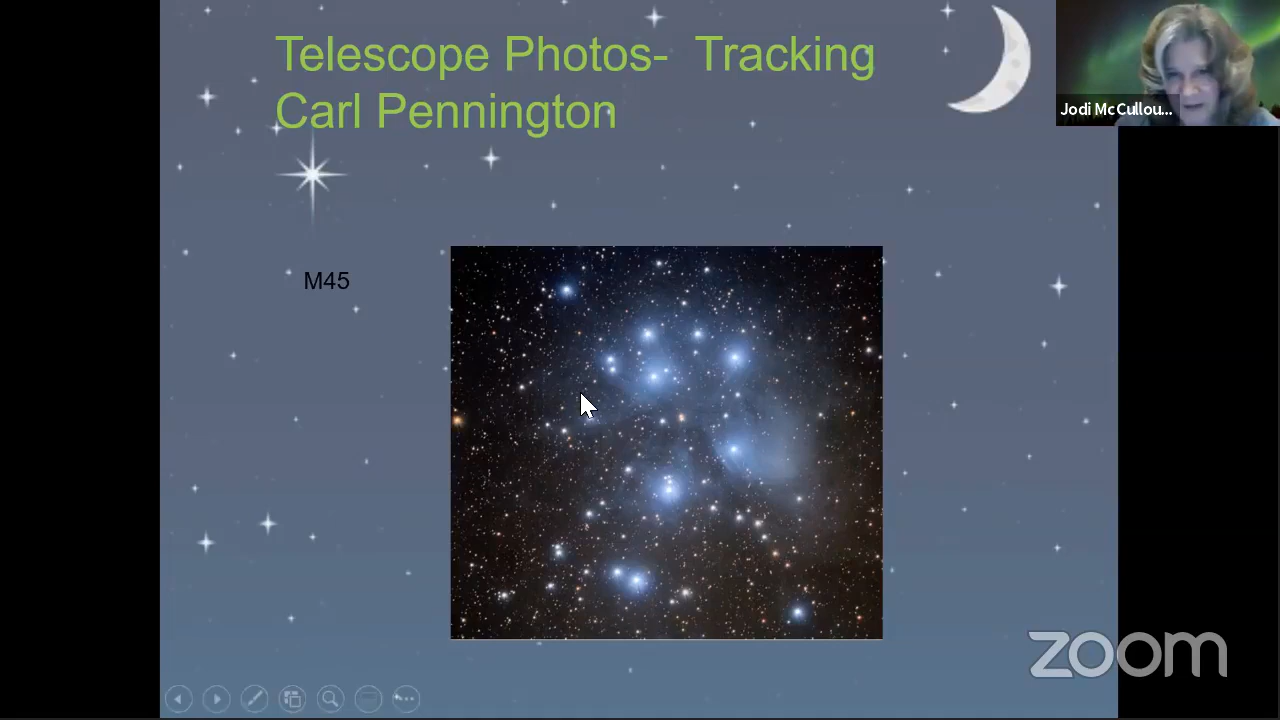 Telescope Photos-  Tracking
Carl Pennington
Jodi McCullou...
M45
zoom